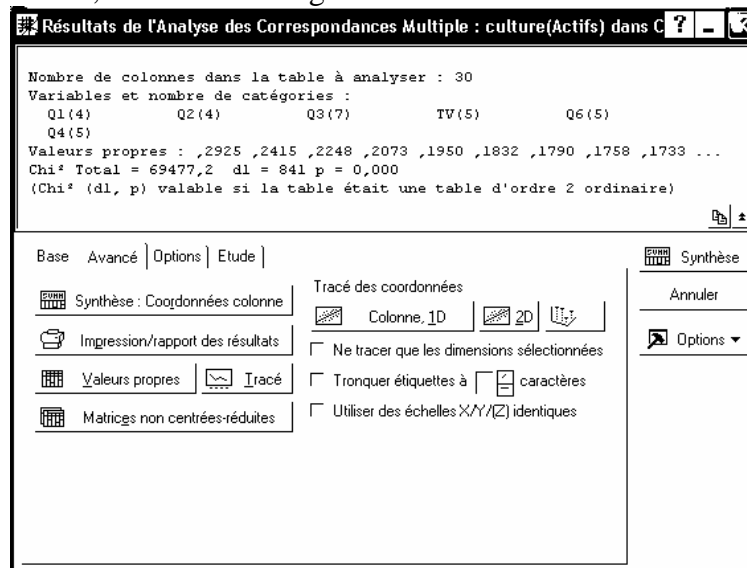 Résultats de l'Analyse des Correspondances Multiple : culture(Actifs) dans C
Nombre de colonnes dans la table à analyser : 30
Variables et nombre de catégories :
Q1(4) Q2(4) Q3(7) TV(5) Q6(5)
Q4(5)
Valeurs propres : ,2925 ,2415 ,2248 ,2073 ,1950 ,1832 ,1790 ,1758 ,1733 ...
Chi² Total = 69477,2 dl = 841 p = 0,000
(Chi² (dl, p) valable si la table était une table d'ordre 2 ordinaire)
Base Avancé Options Etude
Synthèse : Coordonnées colonne
Impression/rapport des résultats
Valeurs propres Tracé
Matrices non centrées-réduites
Tracé des coordonnées
Colonne, 1D 2D
Ne tracer que les dimensions sélectionnées
Tronquer étiquettes à caractères
Utiliser des échelles X/Y/(Z) identiques
Synthèse
Annuler
Options